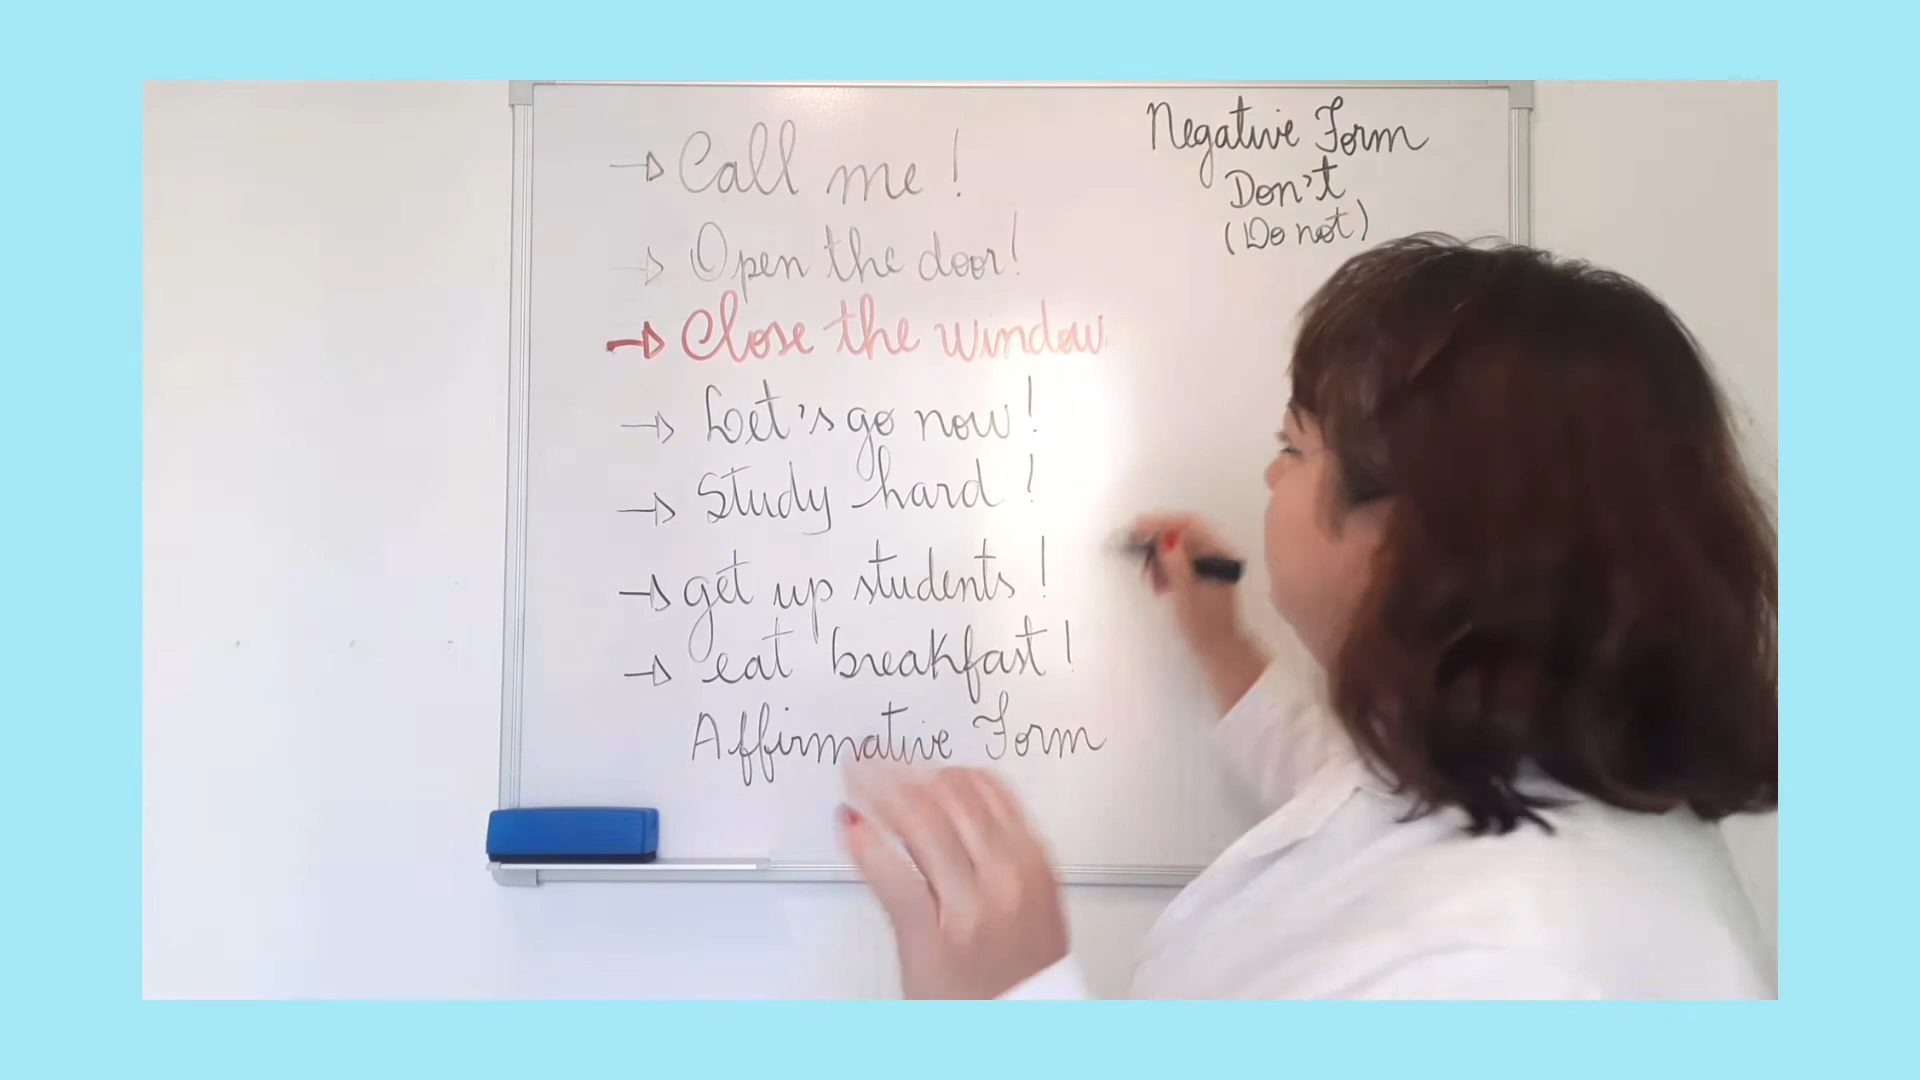 → Call me!
→ Open the door!
→ Close the window
→ Let's go now!
→ Study hard!
→ get up students!
→ eat breakfast!
Affirmative Form
Negative Form
Don't
(Do not)